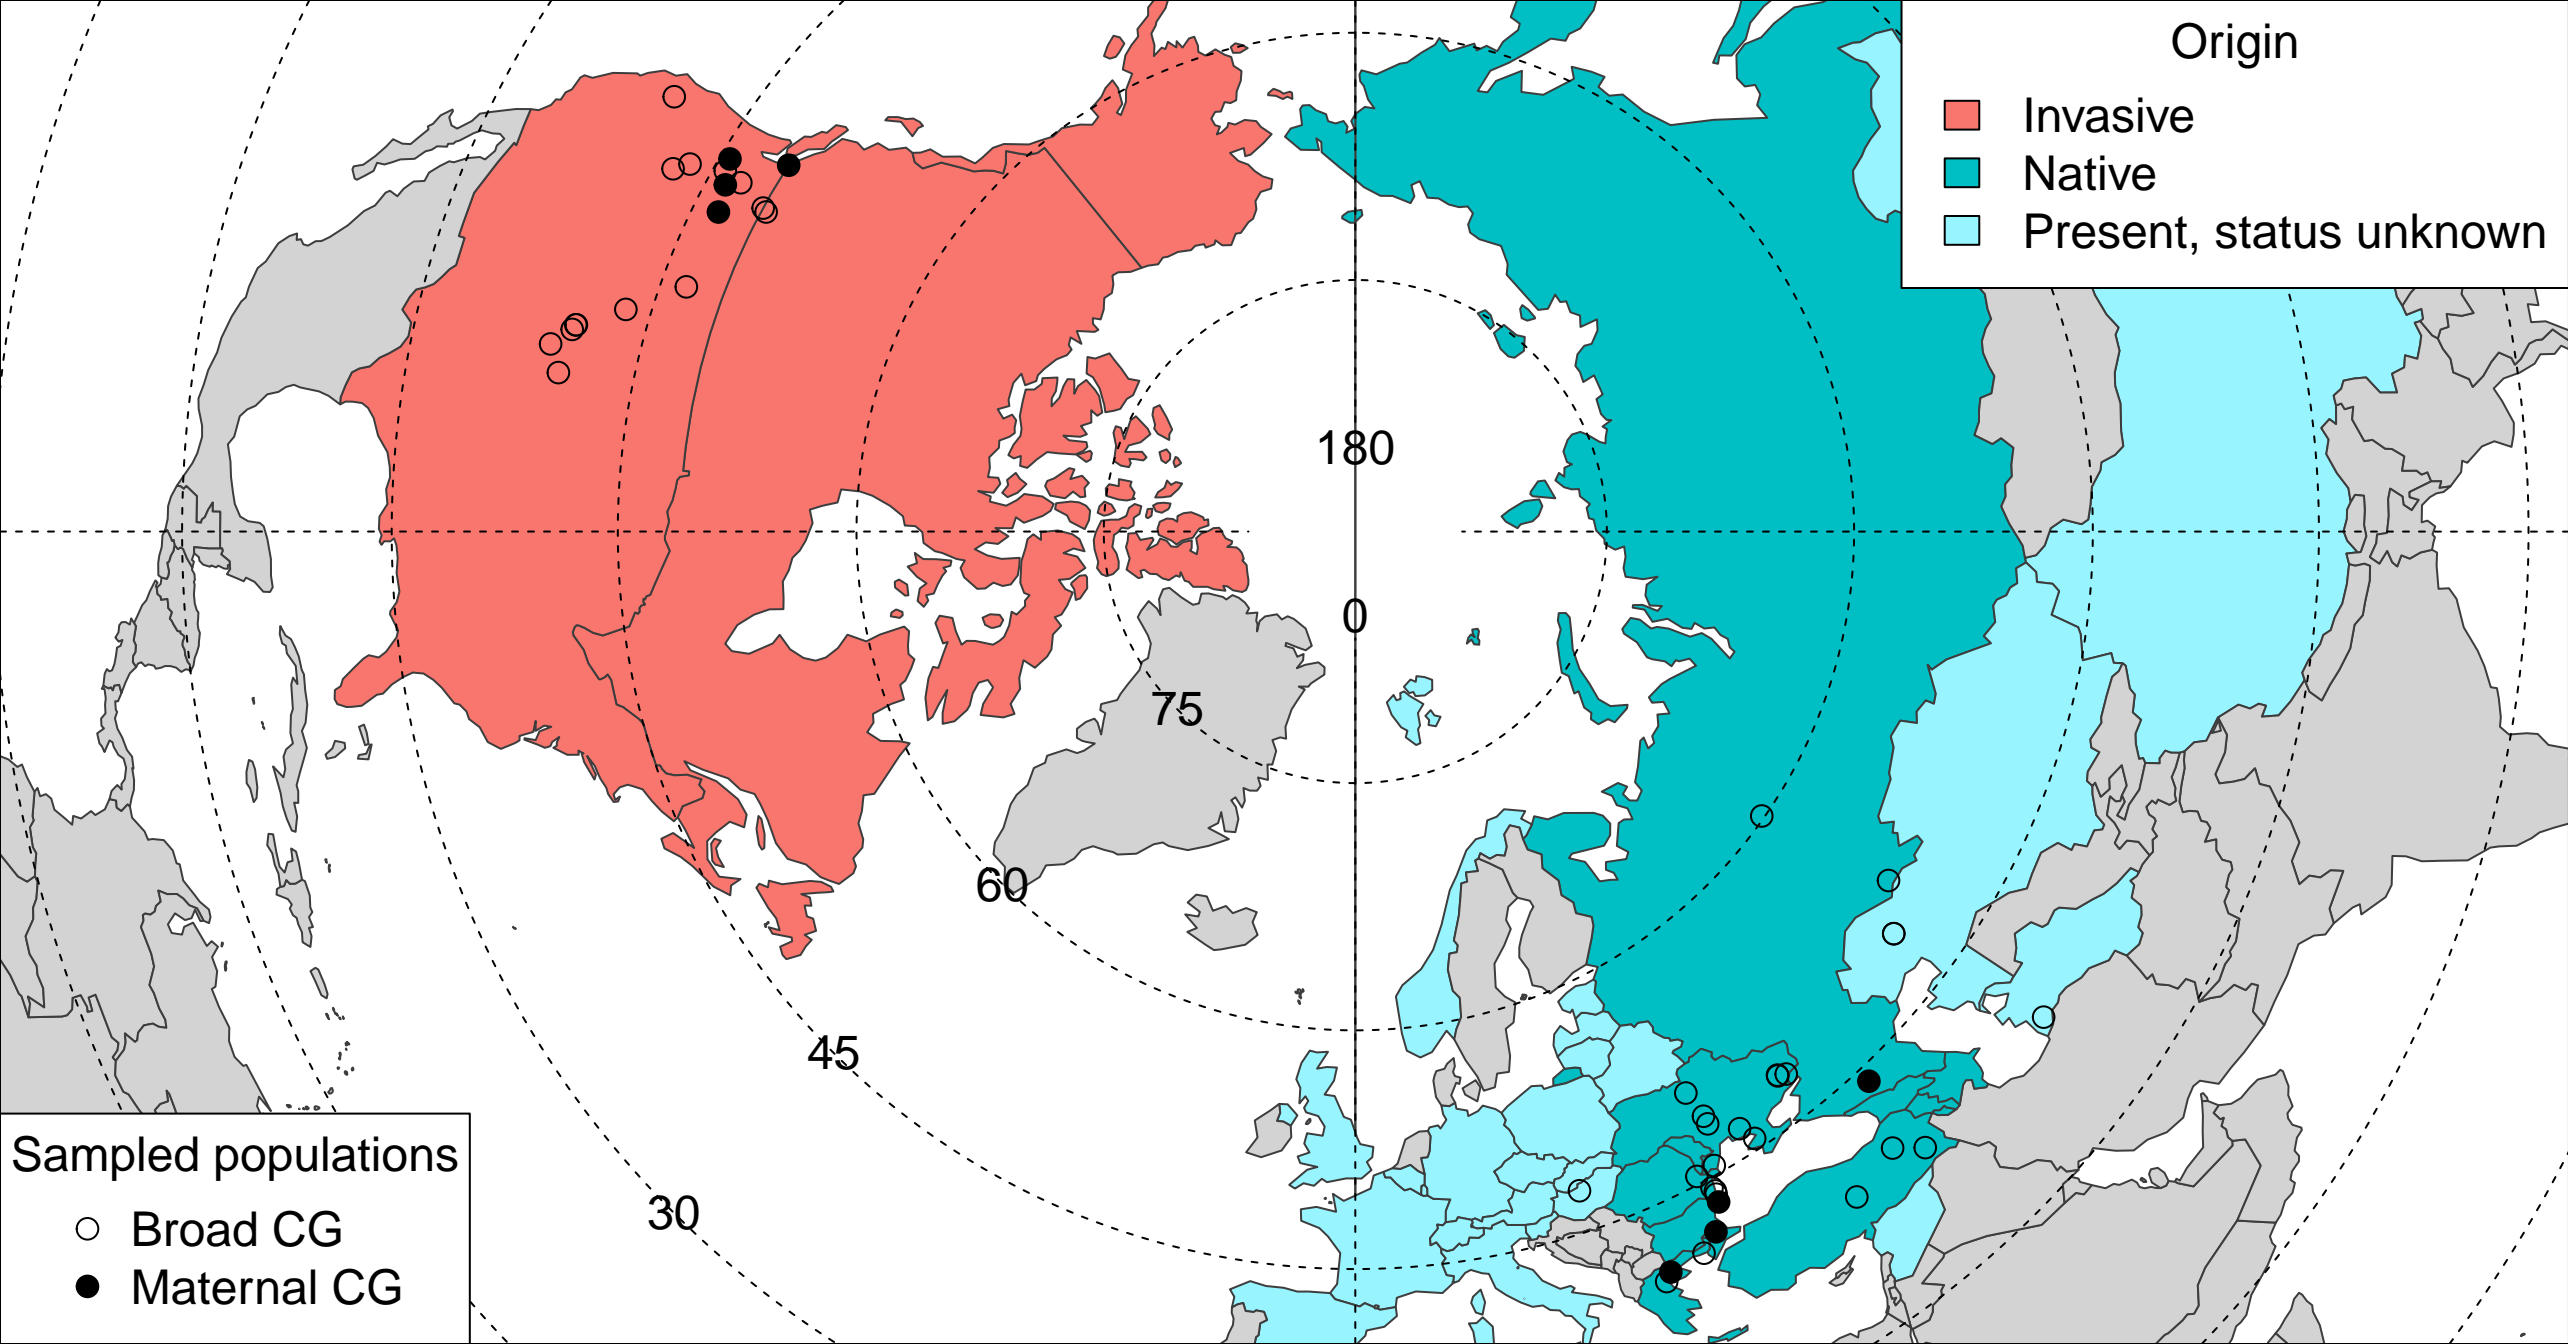 Origin
Invasive
Native
Present, status unknown
180
0
75
60
45
30
Sampled populations
Broad CG
Maternal CG